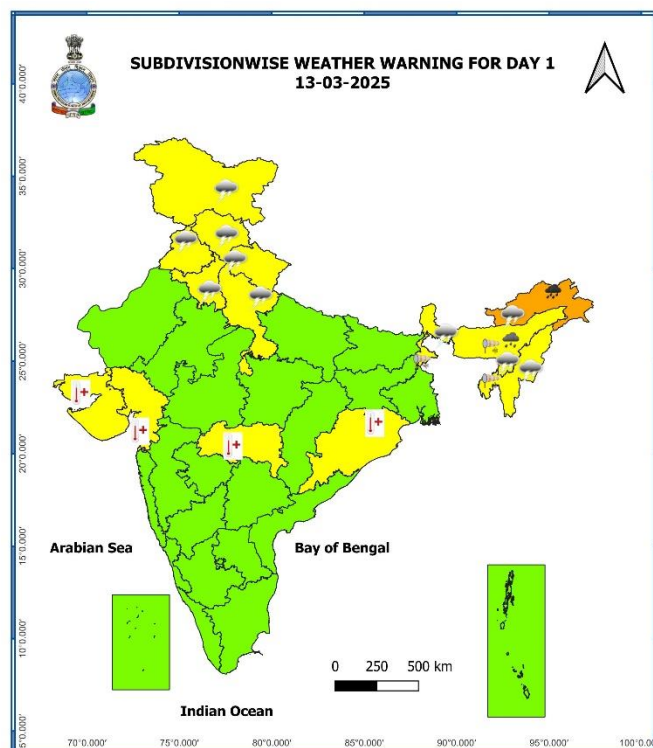 SUBDIVISIONWISE WEATHER WARNING FOR DAY 1
13-03-2025
40°0.000'
35°0.000'
30°0.000'
25°0.000'
20°0.000'
15°0.000'
10°0.000'
5°0.000'
Arabian Sea
Bay of Bengal
0 250 500 km
Indian Ocean
70°0.000' 75°0.000' 80°0.000' 85°0.000' 90°0.000' 95°0.000' 100°0.000'